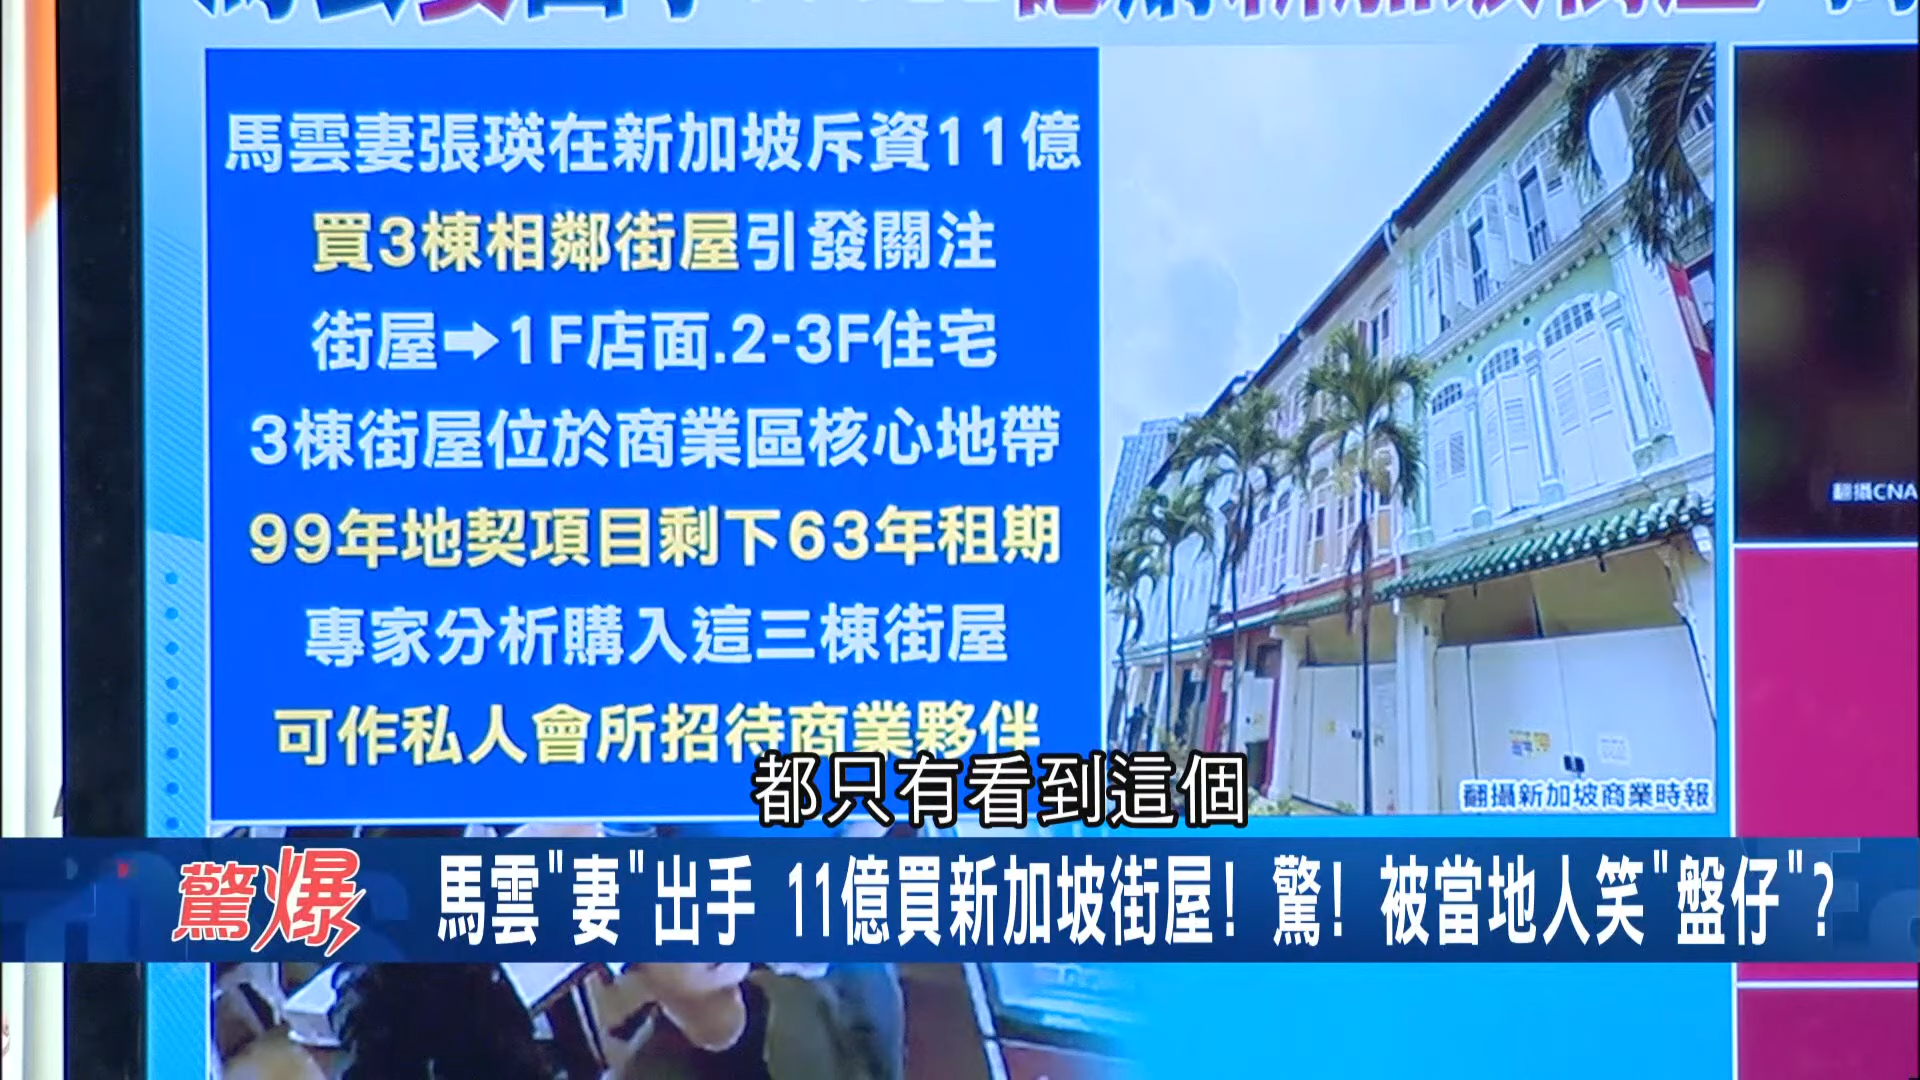 馬雲妻張瑛在新加坡斥資11億
買3棟相鄰街屋引發關注
街屋➡1F店面.2-3F住宅
3棟街屋位於商業區核心地帶
99年地契項目剩下63年租期
專家分析購入這三棟街屋
可作私人會所招待商業夥伴
翻攝新加坡商業時報
翻攝CNA
都只有看到這個
驚爆
馬雲"妻"出手 11億買新加坡街屋! 驚! 被當地人笑"盤仔"?